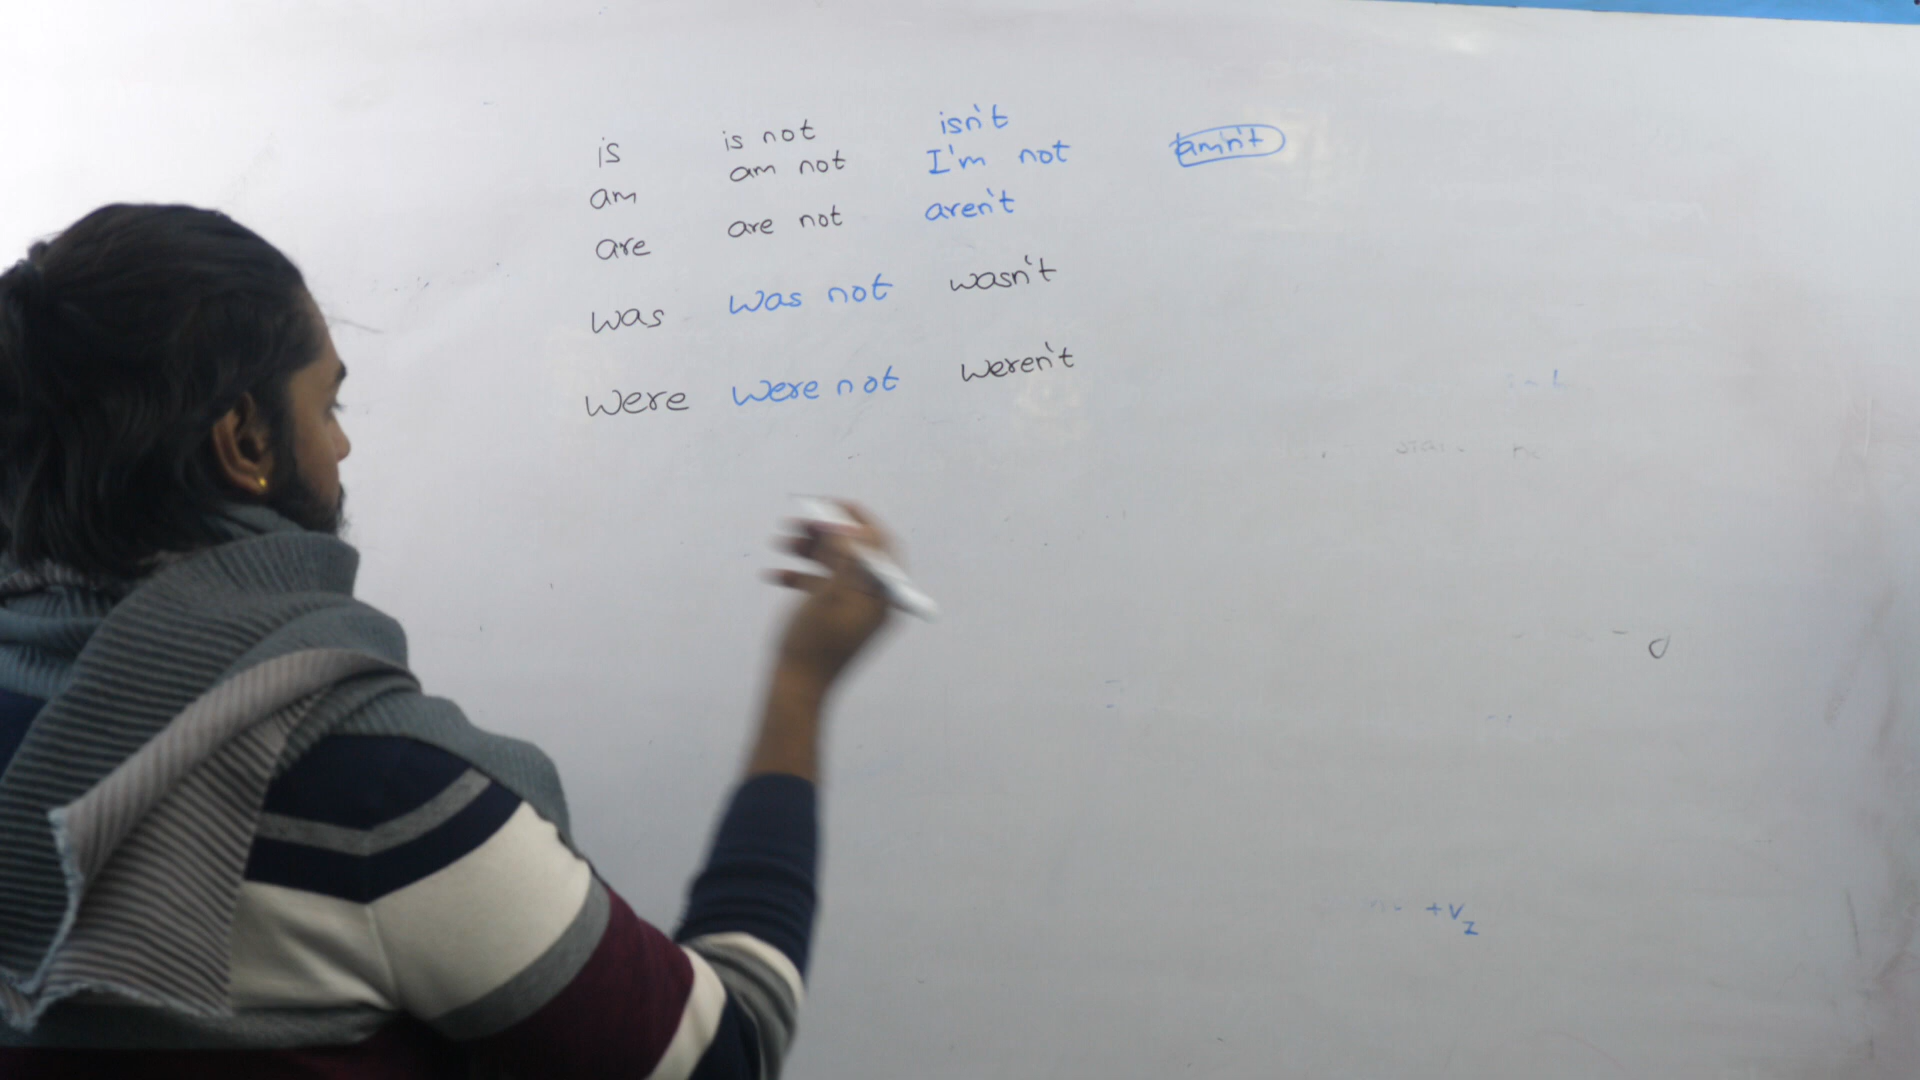 is is not isn't
am am not I'm not amn't
are are not aren't
was was not wasn't
were were not weren't
+V2